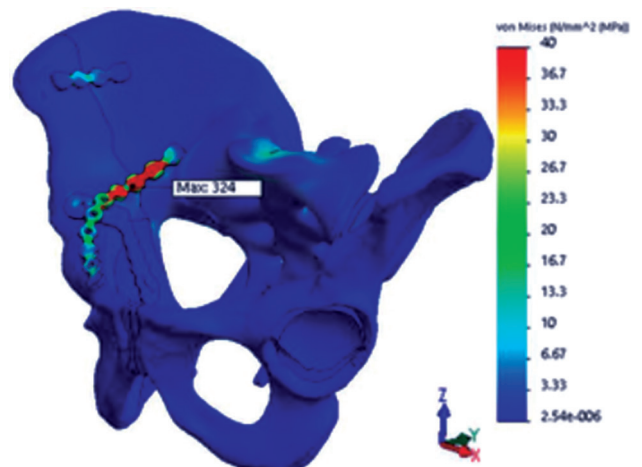 von Mises (N/mm^2 (MPa))
40
36.7
33.3
30
26.7
23.3
20
16.7
13.3
10
6.67
3.33
2.54e-006
Max: 324
Z
Y
X